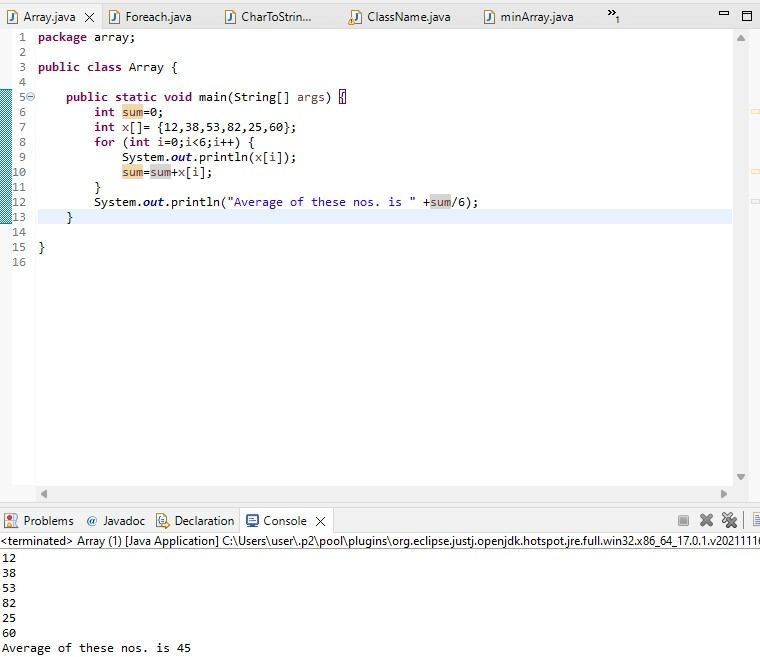 Array.java Foreach.java CharToStrin... ClassName.java minArray.java »1
1 package array;
2
3 public class Array {
4
5 public static void main(String[] args) {
6 int sum=0;
7 int x[]= {12,38,53,82,25,60};
8 for (int i=0;i<6;i++) {
9 System.out.println(x[i]);
10 sum=sum+x[i];
11 }
12 System.out.println("Average of these nos. is " +sum/6);
13 }
14
15 }
16
Problems @ Javadoc Declaration Console
<terminated> Array (1) [Java Application] C:\Users\user\.p2\pool\plugins\org.eclipse.justj.openjdk.hotspot.jre.full.win32.x86_64_17.0.1.v20211116
12
38
53
82
25
60
Average of these nos. is 45